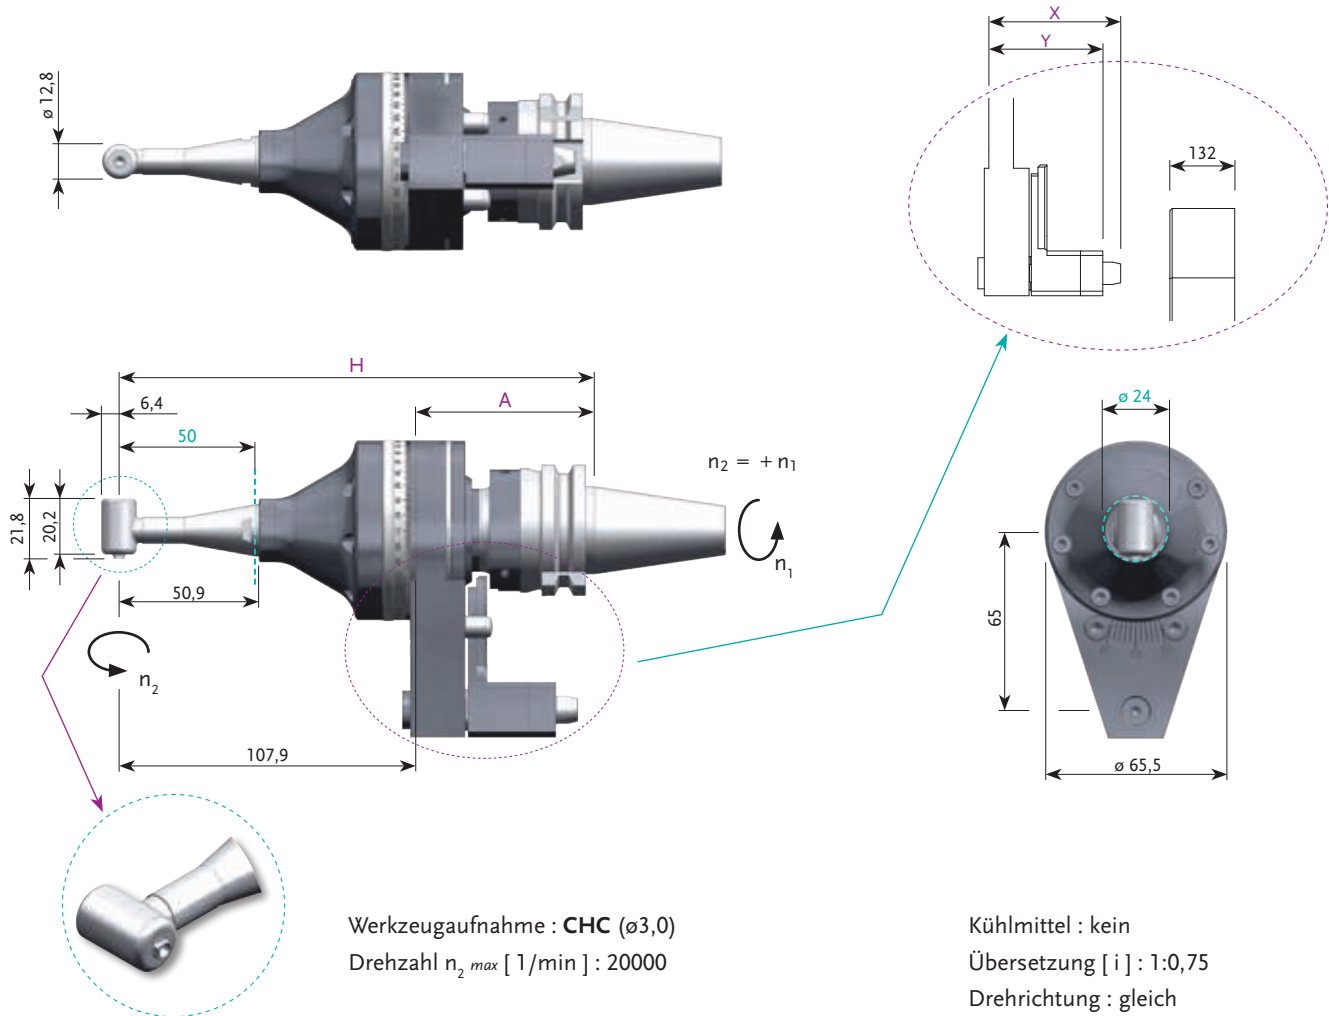 X
Y
ø 12,8
132
H
A
6,4
50
ø 24
n2 = + n1
21,8
20,2
n1
50,9
65
n2
107,9
ø 65,5
Werkzeugaufnahme : CHC (ø3,0)
Kühlmittel : kein
Drehzahl n2 max [ 1/min ] : 20000
Übersetzung [ i ] : 1:0,75
Drehrichtung : gleich